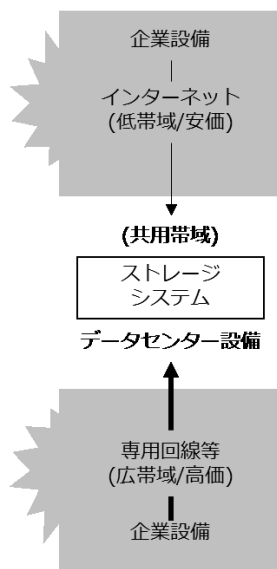 企業設備
インターネット
(低帯域/安価)
(共用帯域)
ストレージ
システム
データセンター設備
専用回線等
(広帯域/高価)
企業設備